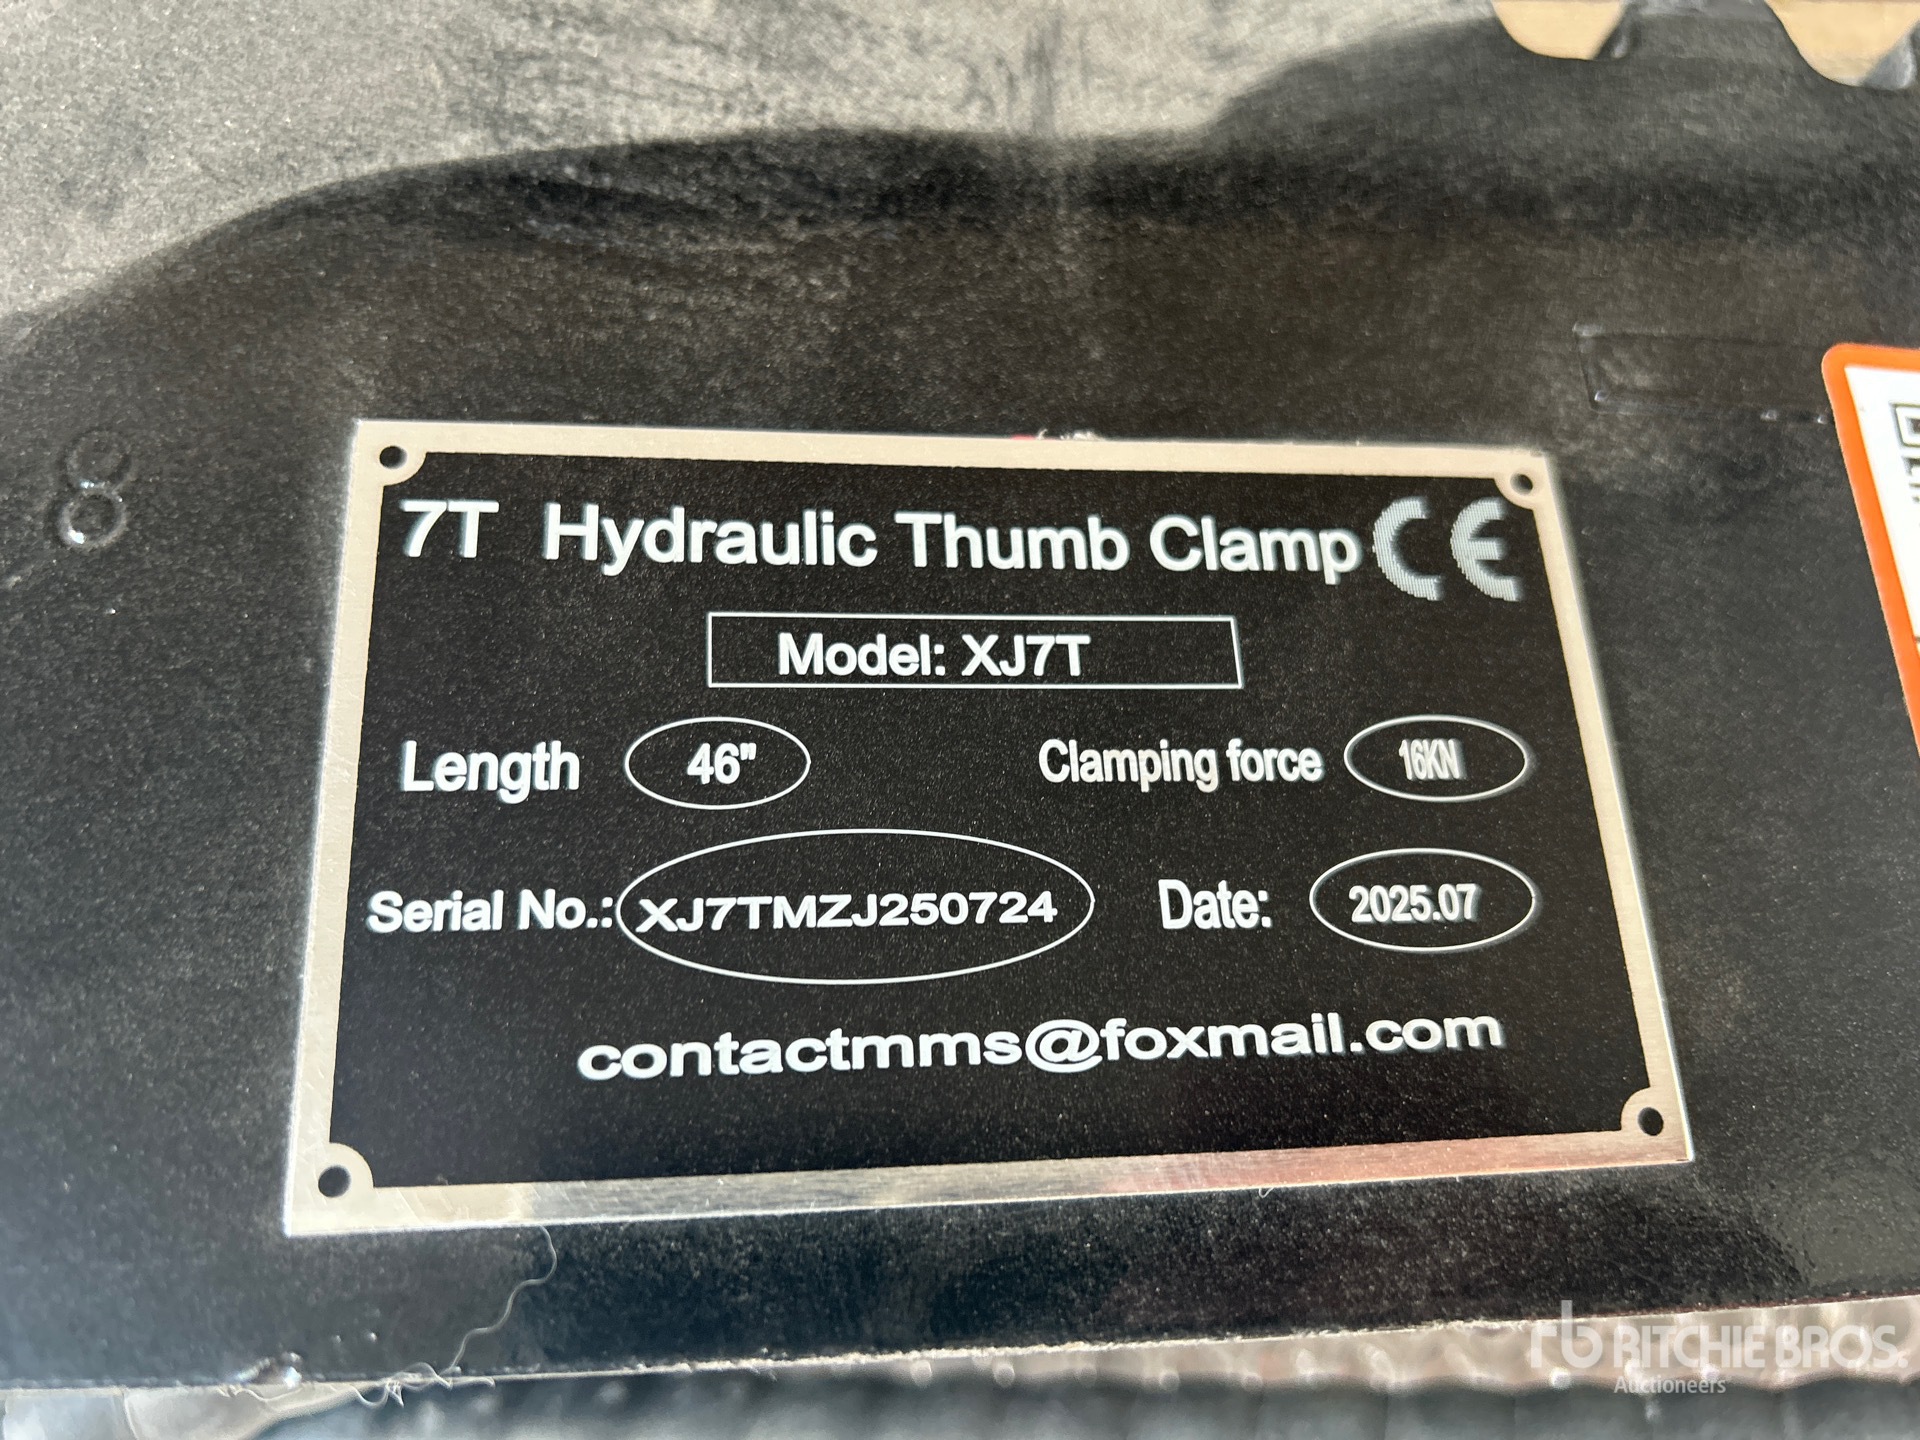 7T Hydraulic Thumb Clamp CE
Model: XJ7T
Length 46" Clamping force 16KN
Serial No.: XJ7TMZJ250724 Date: 2025.07
contactmms@foxmail.com
rb RITCHIE BROS.
Auctioneers